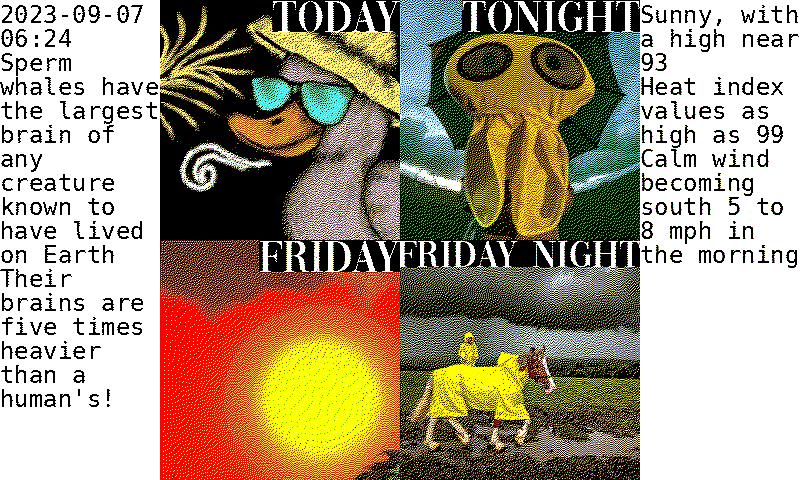 2023-09-07
06:24
Sperm
whales have
the largest
brain of
any
creature
known to
have lived
on Earth
Their
brains are
five times
heavier
than a
human's!
TODAY
TONIGHT
FRIDAY
FRIDAY NIGHT
Sunny, with
a high near
93
Heat index
values as
high as 99
Calm wind
becoming
south 5 to
8 mph in
the morning